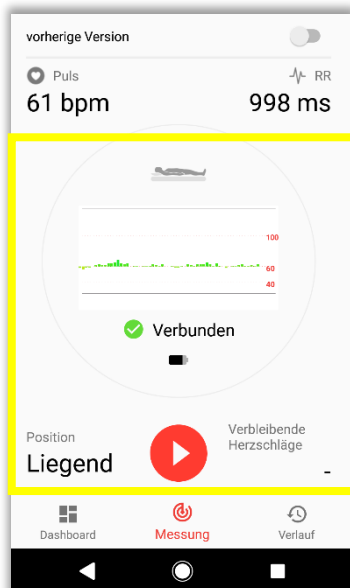 vorherige Version
Puls
RR
61 bpm
998 ms
100
60
40
Verbunden
Position
Liegend
Verbleibende
Herzschläge
-
Dashboard
Messung
Verlauf